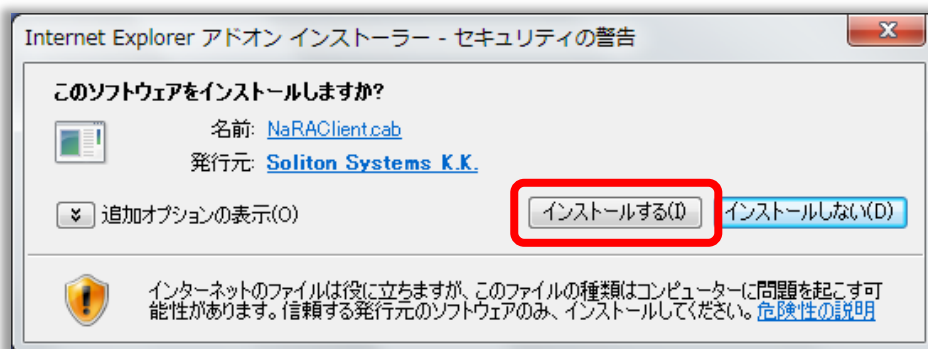 Internet Explorer アドオン インストーラー - セキュリティの警告
このソフトウェアをインストールしますか?
名前: NaRAClient.cab
発行元: Soliton Systems K.K.
追加オプションの表示(O)
インストールする(I)
インストールしない(D)
インターネットのファイルは役に立ちますが、このファイルの種類はコンピューターに問題を起こす可
能性があります。信頼する発行元のソフトウェアのみ、インストールしてください。危険性の説明